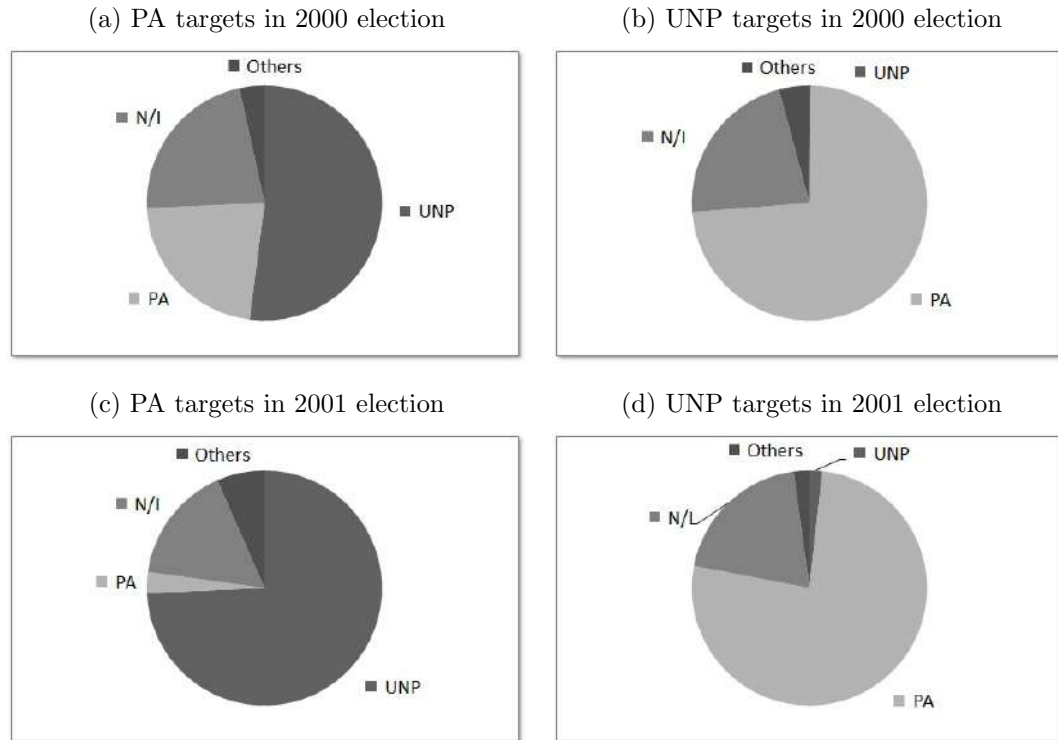 (a) PA targets in 2000 election
Others
N/I
UNP
PA
(b) UNP targets in 2000 election
Others
UNP
N/I
PA
(c) PA targets in 2001 election
Others
N/I
PA
UNP
(d) UNP targets in 2001 election
Others
UNP
N/I
PA